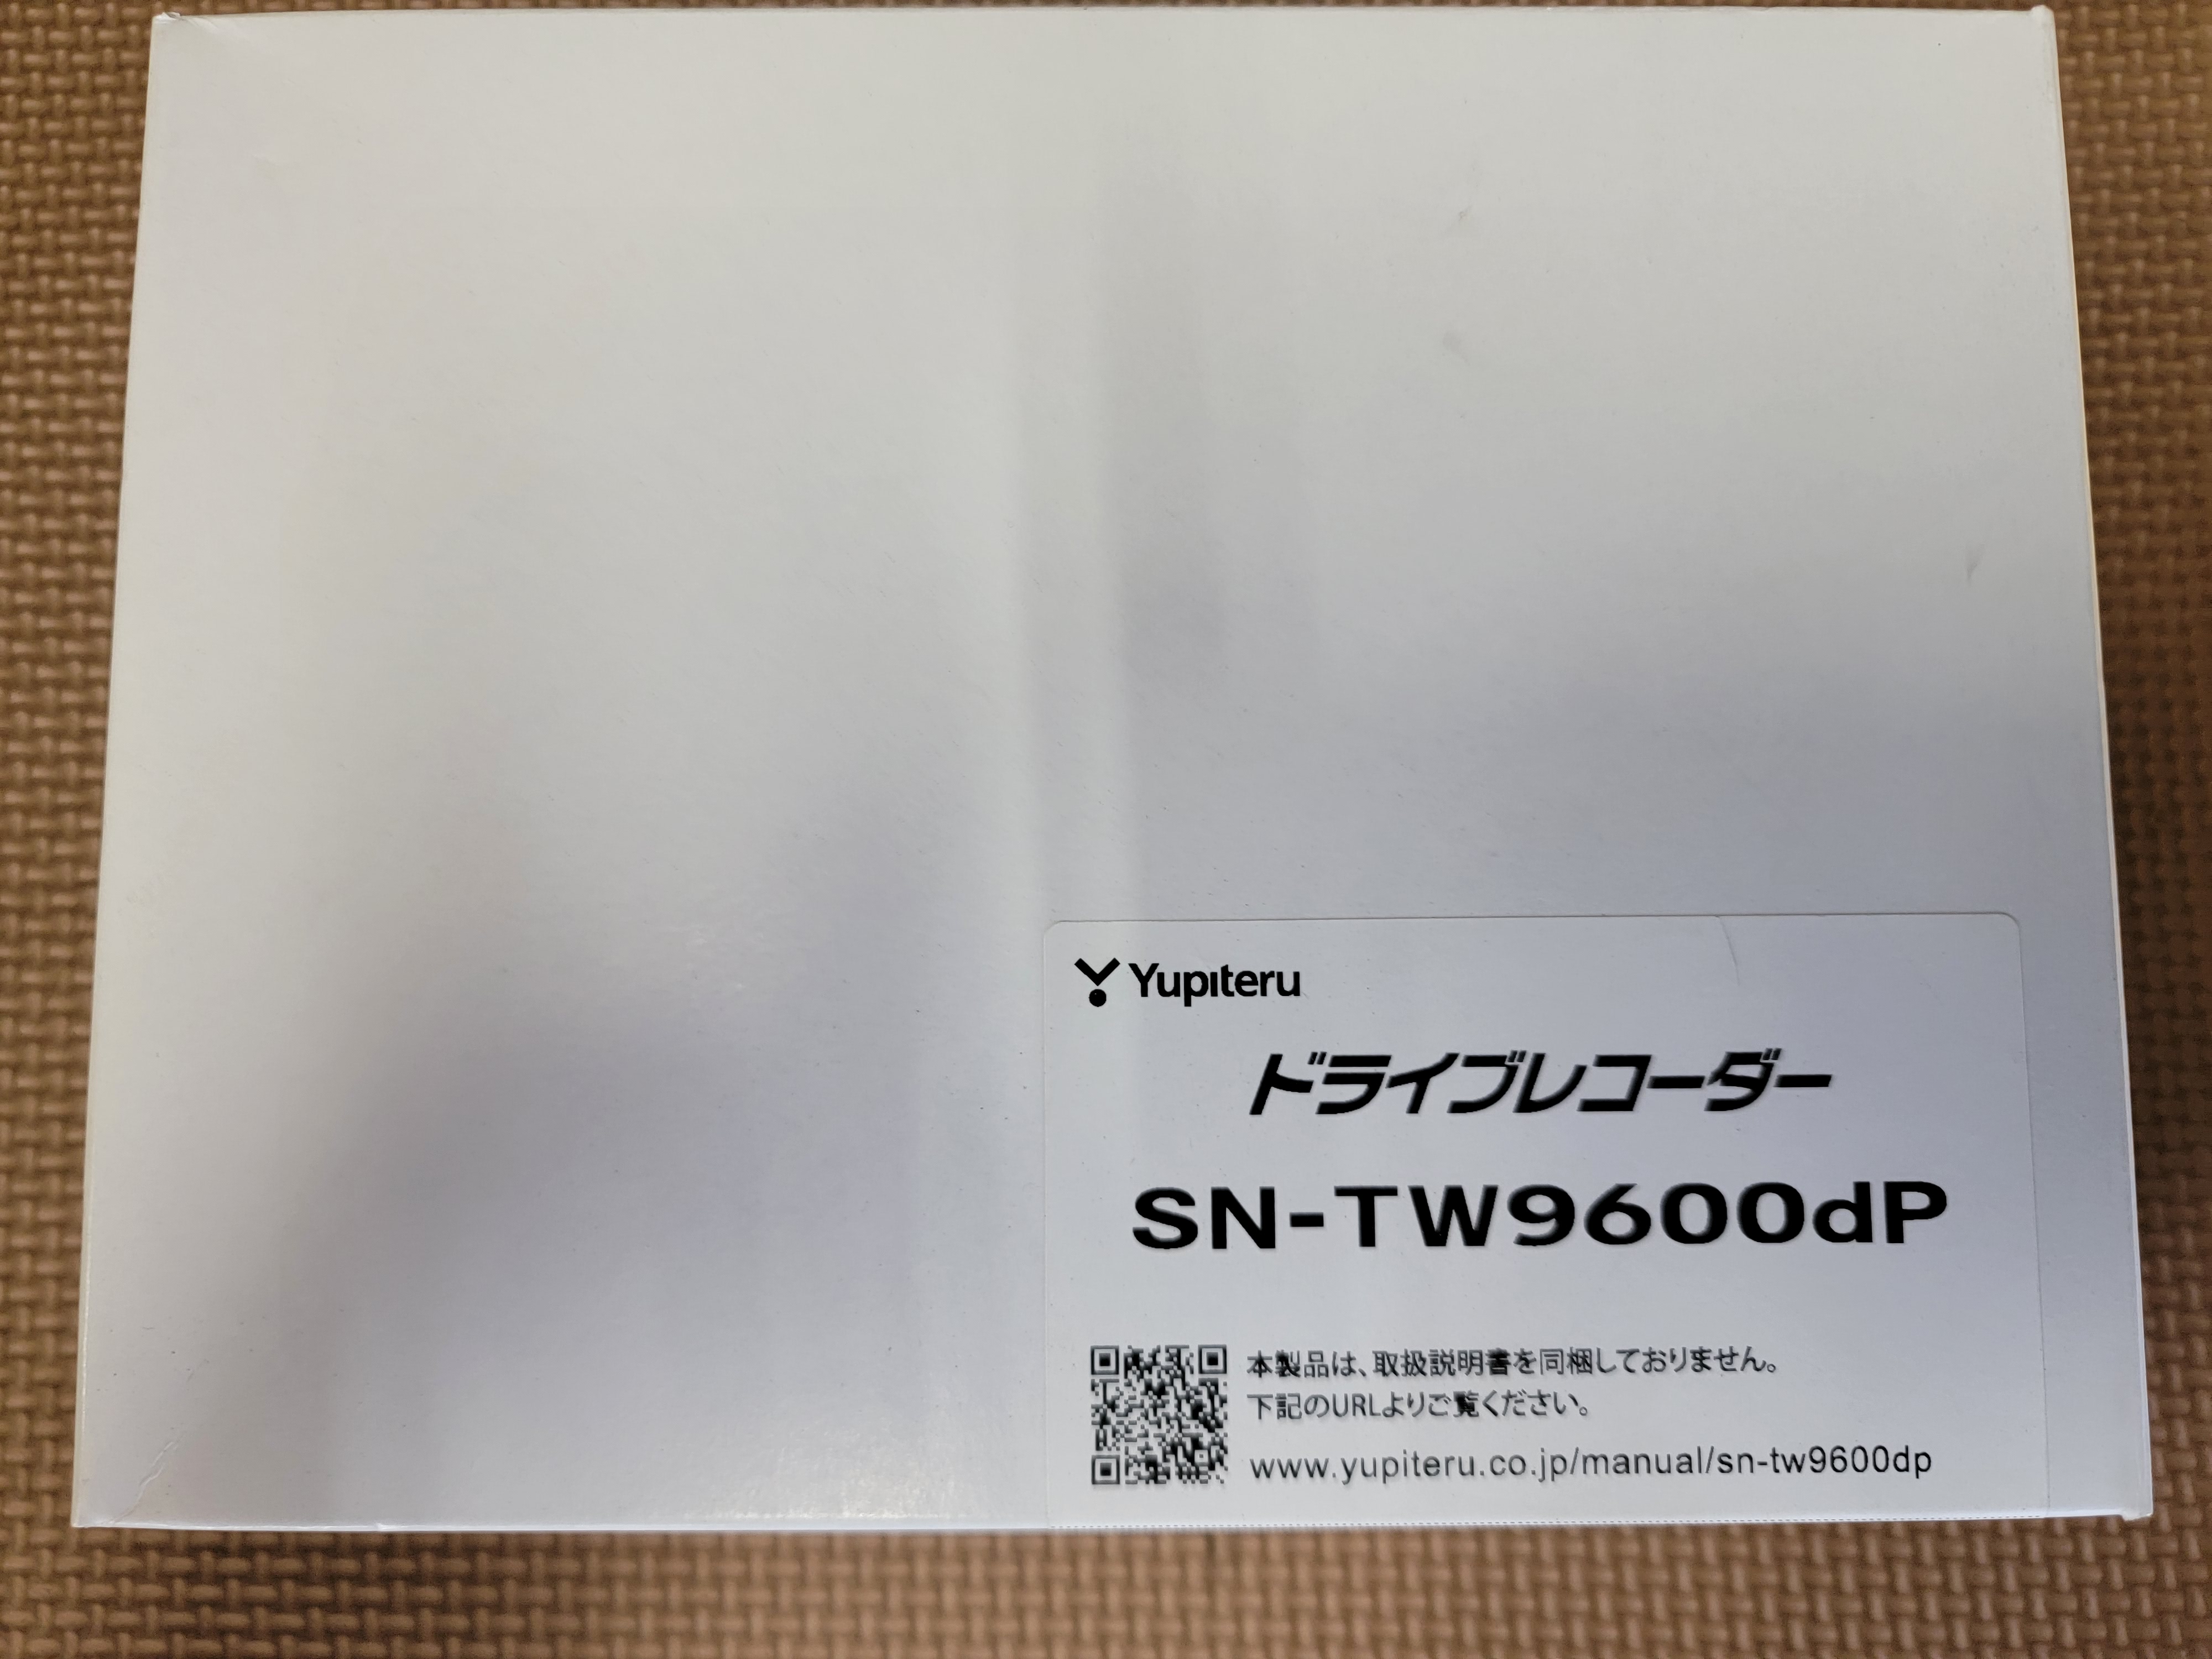 Yupiteru
ドライブレコーダー
SN-TW9600dP
本製品は、取扱説明書を同梱しておりません。
下記のURLよりご覧ください。
www.yupiteru.co.jp/manual/sn-tw9600dp